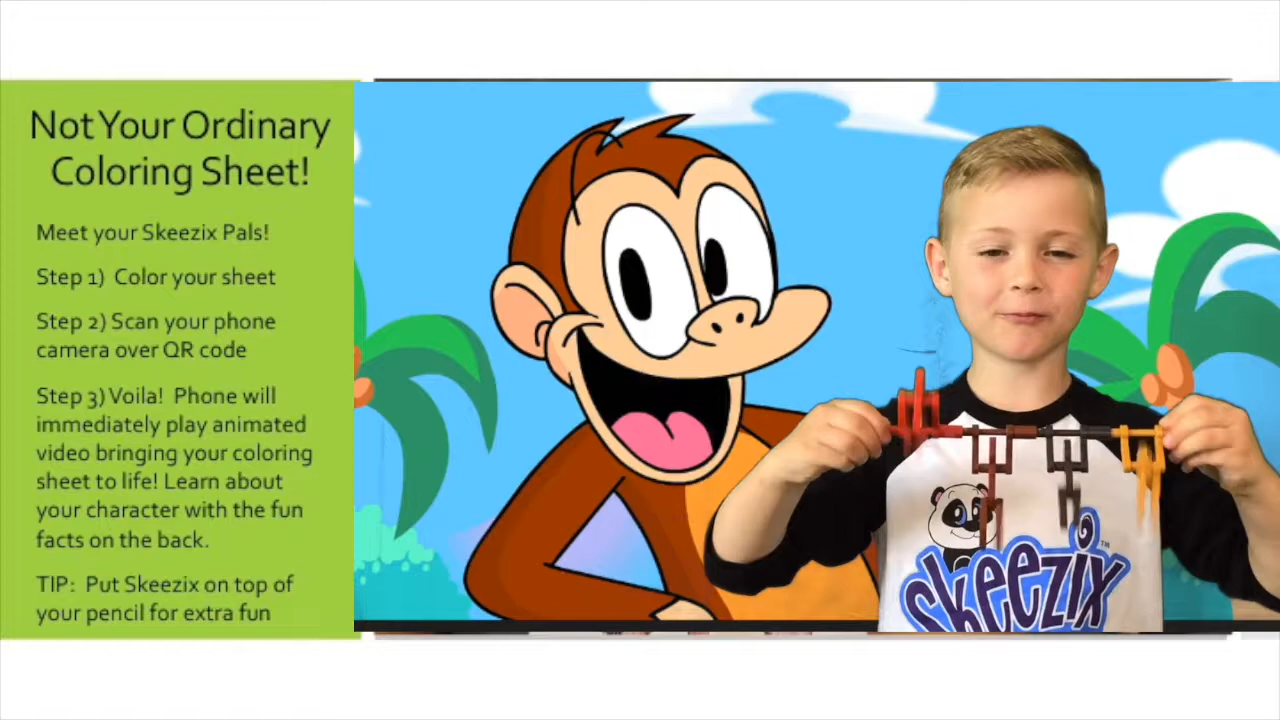 Not Your Ordinary
Coloring Sheet!
Meet your Skeezix Pals!
Step 1)  Color your sheet
Step 2) Scan your phone
camera over QR code
Step 3) Voila!  Phone will
immediately play animated
video bringing your coloring
sheet to life! Learn about
your character with the fun
facts on the back.
TIP:  Put Skeezix on top of
your pencil for extra fun
skeezix™